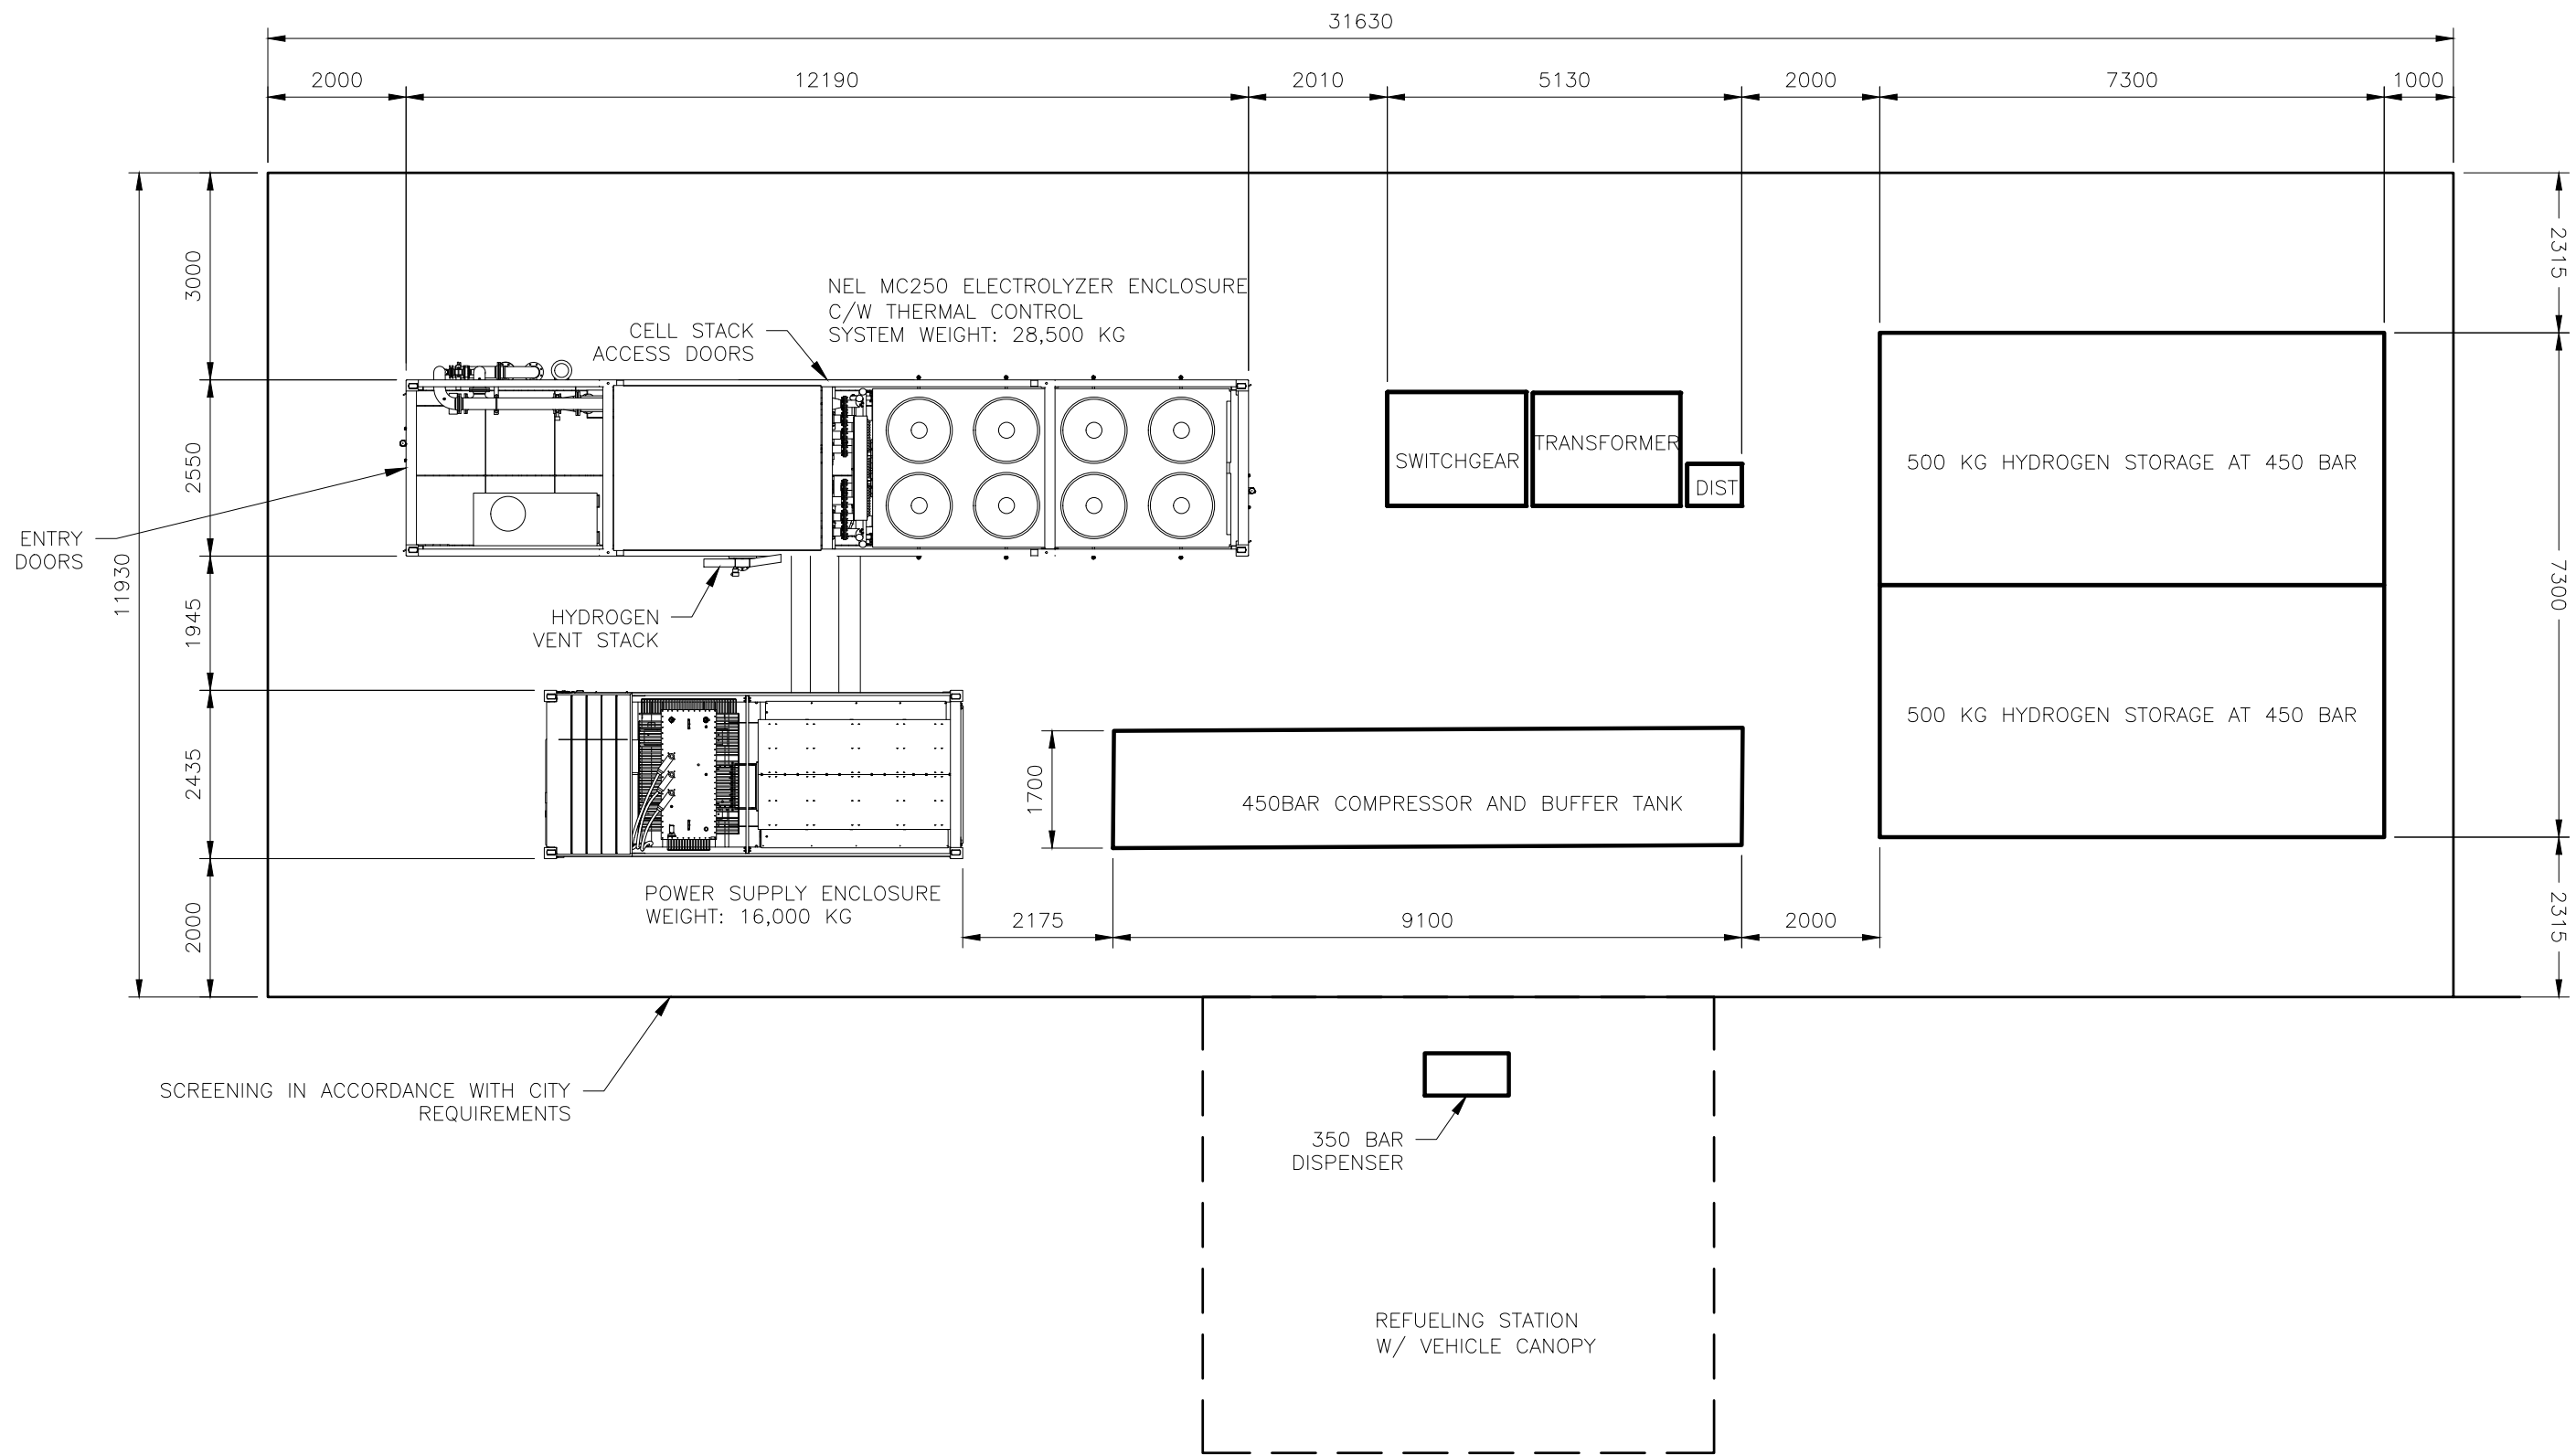 31630
2000
12190
2010
5130
2000
7300
1000
3000
2550
1945
2435
2000
11930
2315
7300
2315
NEL MC250 ELECTROLYZER ENCLOSURE
C/W THERMAL CONTROL
SYSTEM WEIGHT: 28,500 KG
CELL STACK
ACCESS DOORS
ENTRY
DOORS
HYDROGEN
VENT STACK
SWITCHGEAR
TRANSFORMER
DIST
500 KG HYDROGEN STORAGE AT 450 BAR
500 KG HYDROGEN STORAGE AT 450 BAR
1700
450BAR COMPRESSOR AND BUFFER TANK
POWER SUPPLY ENCLOSURE
WEIGHT: 16,000 KG
2175
9100
2000
SCREENING IN ACCORDANCE WITH CITY
REQUIREMENTS
350 BAR
DISPENSER
REFUELING STATION
W/ VEHICLE CANOPY